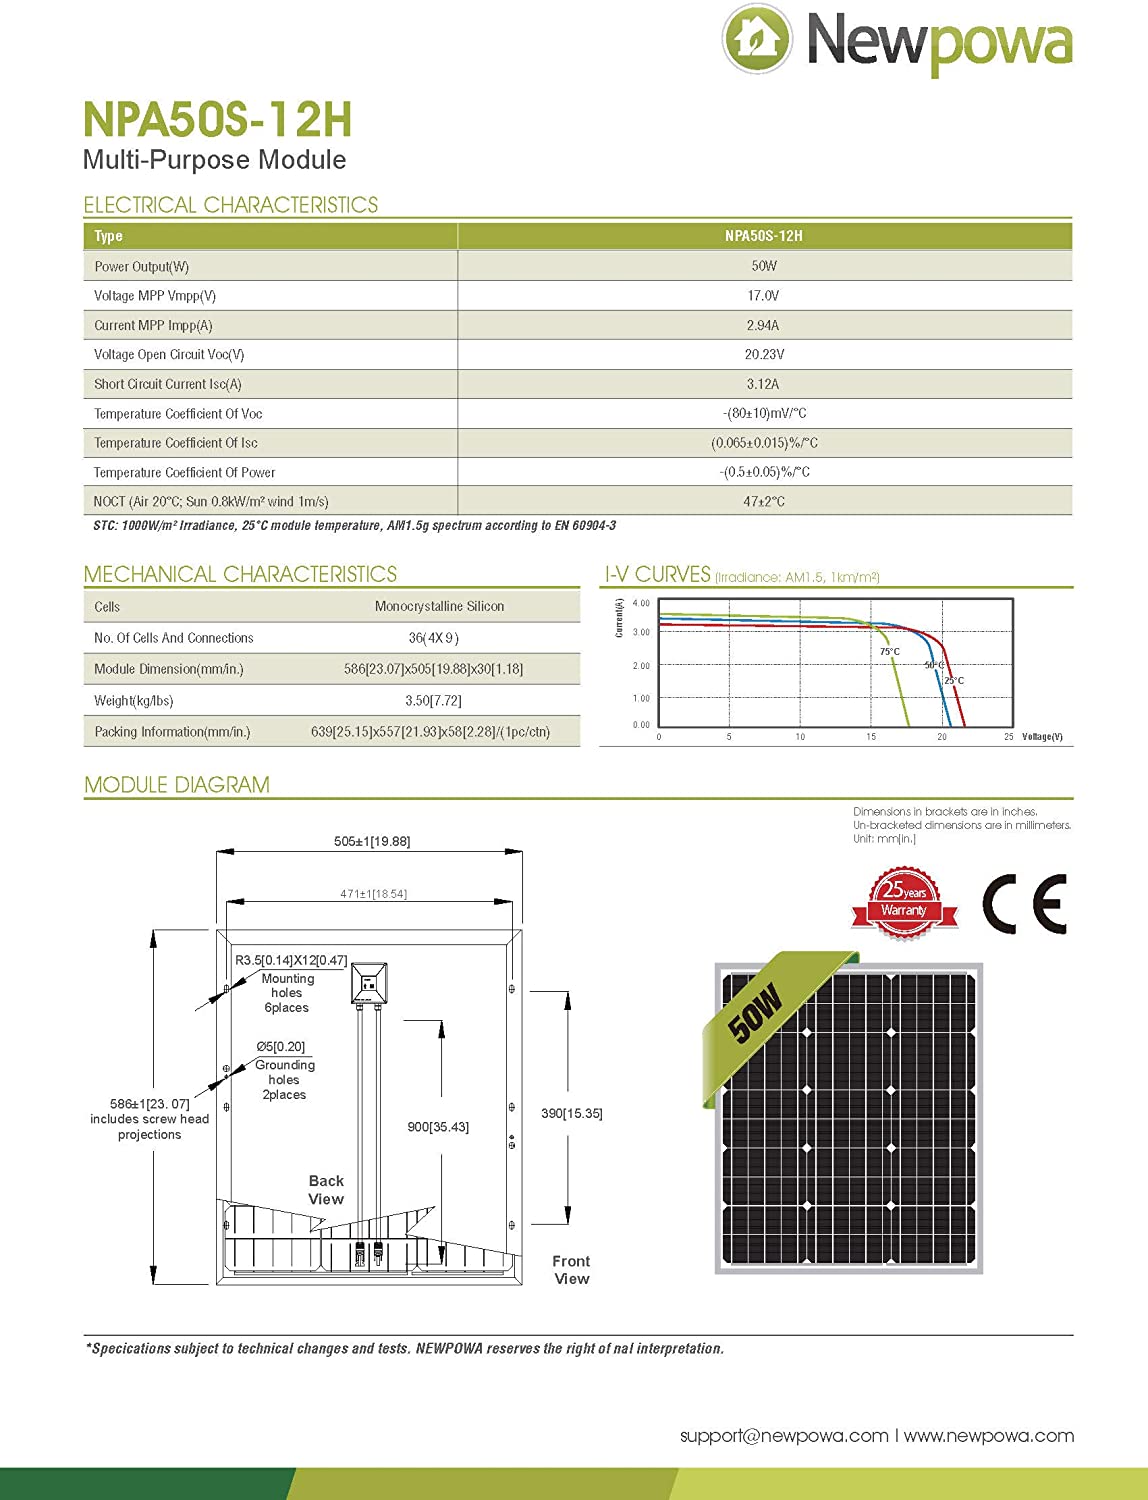 Newpowa
NPA50S-12H
Multi-Purpose Module
ELECTRICAL CHARACTERISTICS
Type NPA50S-12H
Power Output(W) 50W
Voltage MPP Vmpp(V) 17.0V
Current MPP Impp(A) 2.94A
Voltage Open Circuit Voc(V) 20.23V
Short Circuit Current Isc(A) 3.12A
Temperature Coefficient Of Voc -(80±10)mV/°C
Temperature Coefficient Of Isc (0.065±0.015)%/°C
Temperature Coefficient Of Power -(0.5±0.05)%/°C
NOCT (Air 20°C; Sun 0.8kW/m² wind 1m/s) 47±2°C
STC: 1000W/m² Irradiance, 25°C module temperature, AM1.5g spectrum according to EN 60904-3
MECHANICAL CHARACTERISTICS
Cells Monocrystalline Silicon
No. Of Cells And Connections 36(4X 9)
Module Dimension(mm/in.) 586[23.07]x505[19.88]x30[1.18]
Weight(kg/lbs) 3.50[7.72]
Packing Information(mm/in.) 639[25.15]x557[21.93]x58[2.28]/(1pc/ctn)
I-V CURVES (Irradiance: AM1.5, 1km/m²)
Current(A)
4.00
3.00
2.00
1.00
0.00
75°C
50°C
25°C
0 5 10 15 20 25 Voltage(V)
MODULE DIAGRAM
Dimensions in brackets are in inches.
Un-bracketed dimensions are in millimeters.
Unit: mm[in.]
505±1[19.88]
471±1[18.54]
R3.5[0.14]X12[0.47]
Mounting
holes
6places
Ø5[0.20]
Grounding
holes
2places
586±1[23. 07]
includes screw head
projections
900[35.43]
390[15.35]
Back
View
Front
View
25years
Warranty
CE
50W
*Specications subject to technical changes and tests. NEWPOWA reserves the right of nal interpretation.
support@newpowa.com | www.newpowa.com